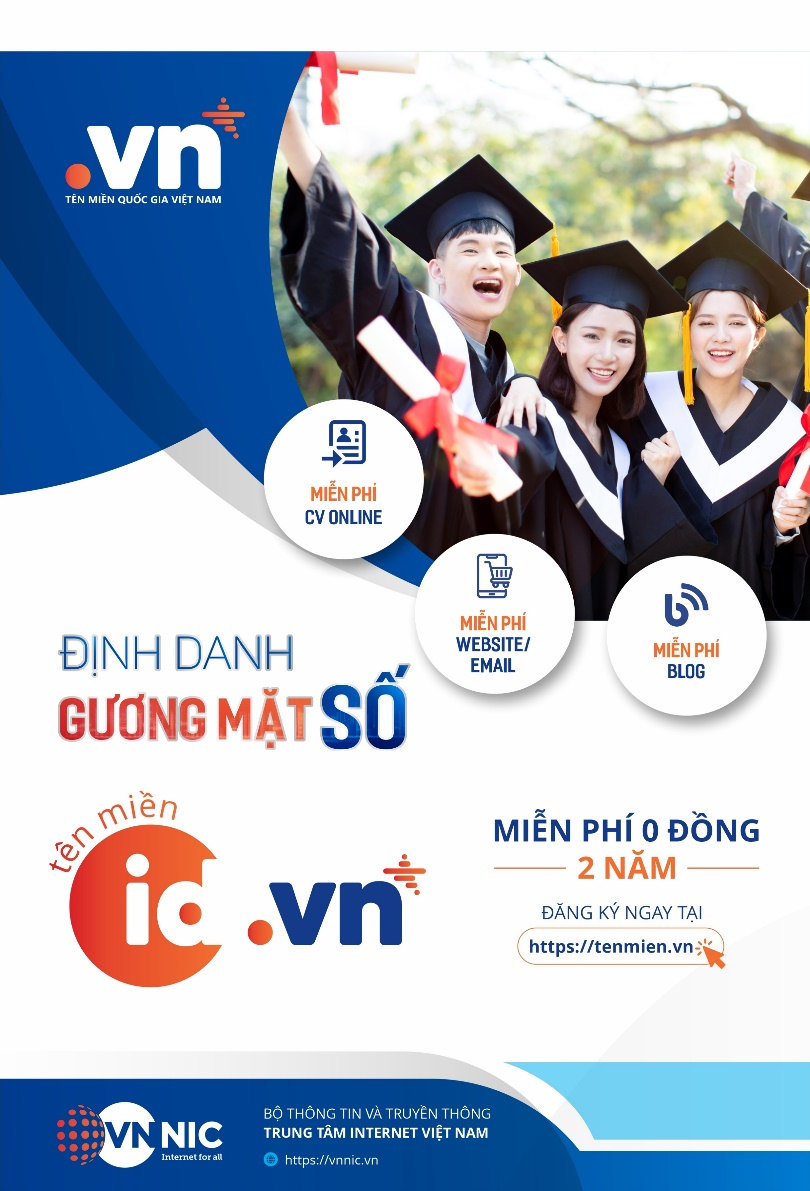 .vn
TÊN MIỀN QUỐC GIA VIỆT NAM
MIỄN PHÍ
CV ONLINE
MIỄN PHÍ
WEBSITE/
EMAIL
MIỄN PHÍ
BLOG
ĐỊNH DANH
GƯƠNG MẶT SỐ
tên miền
id.vn
MIỄN PHÍ 0 ĐỒNG
2 NĂM
ĐĂNG KÝ NGAY TẠI
https://tenmien.vn
VNNIC
Internet for all
BỘ THÔNG TIN VÀ TRUYỀN THÔNG
TRUNG TÂM INTERNET VIỆT NAM
https://vnnic.vn